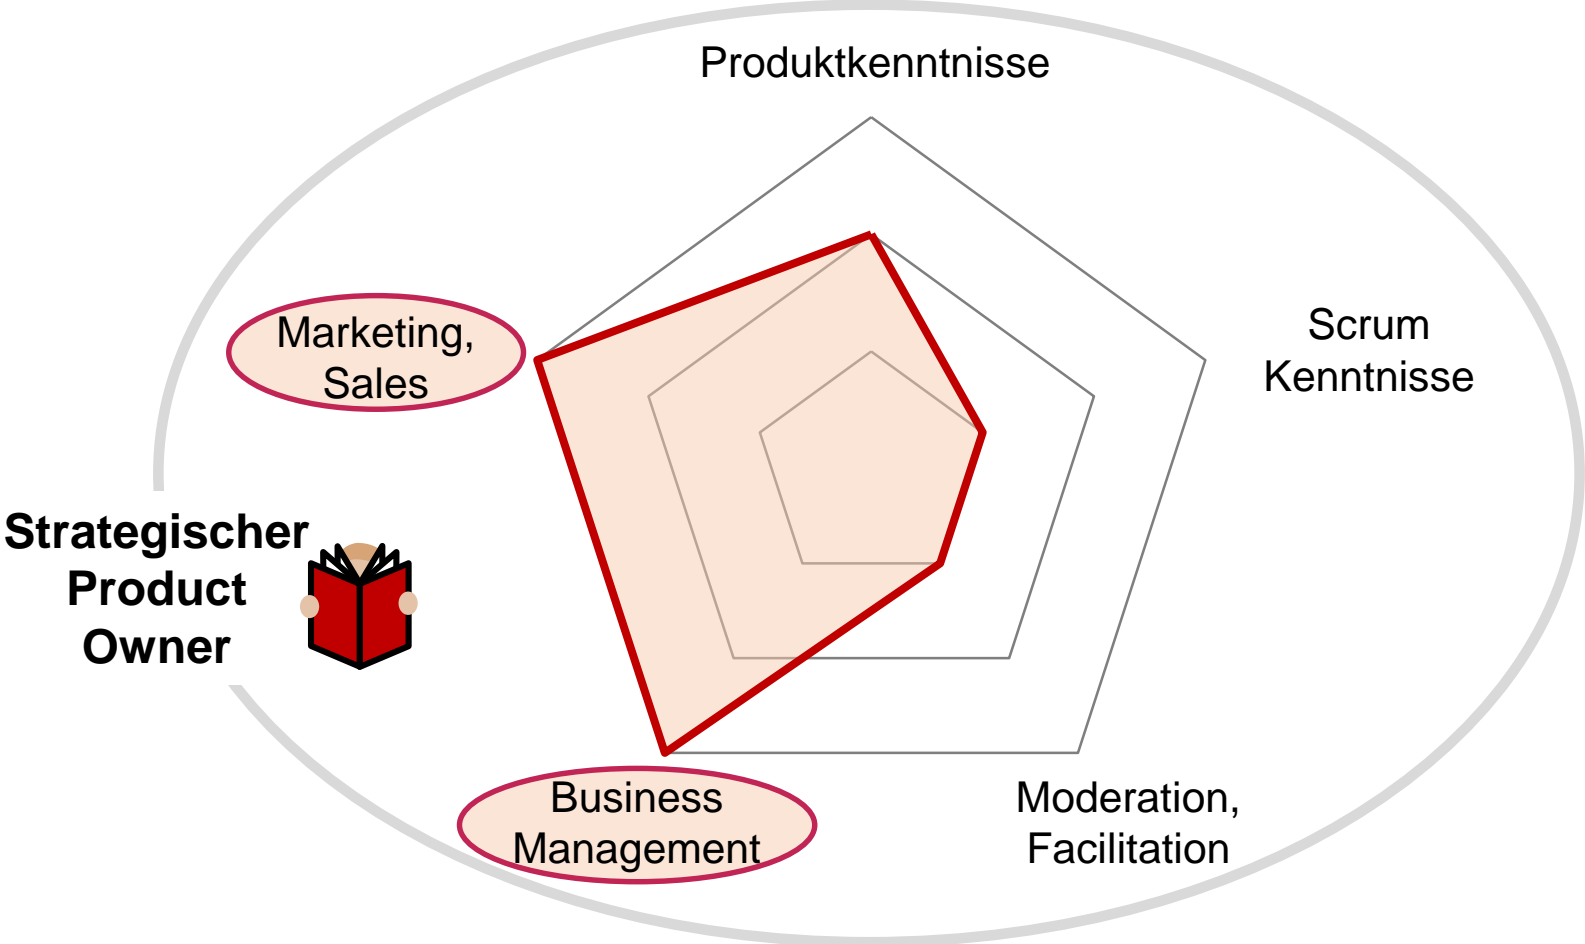 Produktkenntnisse
Marketing,
Sales
Scrum
Kenntnisse
Strategischer
Product
Owner
Business
Management
Moderation,
Facilitation